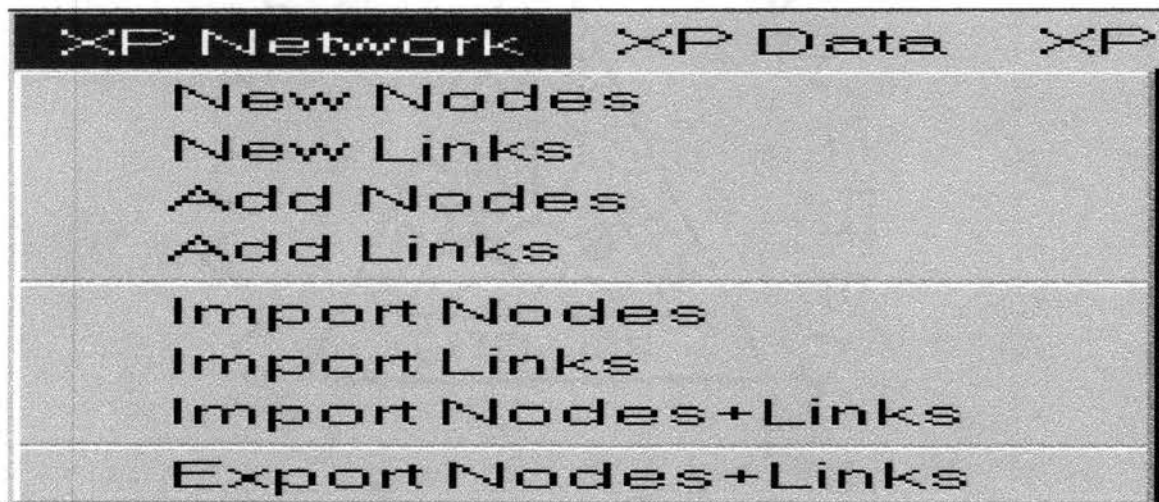 XP Network XP Data XP
New Nodes
New Links
Add Nodes
Add Links
Import Nodes
Import Links
Import Nodes+Links
Export Nodes+Links